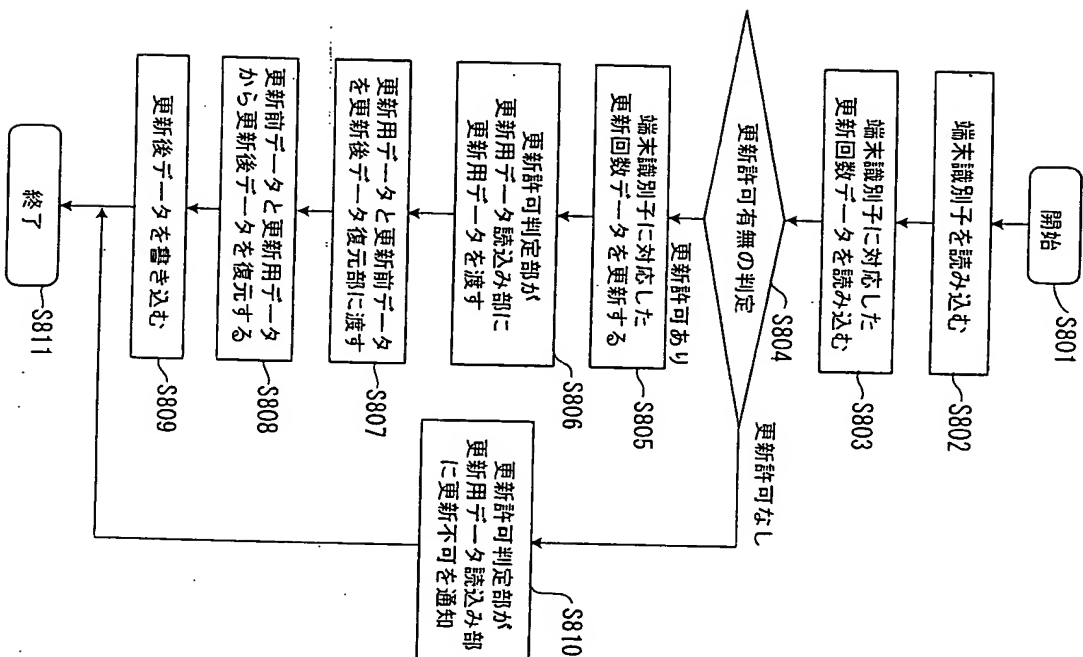 開始
S801
端末識別子を読み込む
S802
端末識別子に対応した
更新回数データを読み込む
S803
更新許可有無の判定
S804
更新許可なし
更新許可あり
端末識別子に対応した
更新回数データを更新する
S805
更新許可判定部が
更新用データ読込み部に
更新用データを渡す
S806
更新用データと更新前データ
を更新後データ復元部に渡す
S807
更新前データと更新用データ
から更新後データを復元する
S808
更新後データを書き込む
S809
更新許可判定部が
更新用データ読込み部
に更新不可を通知
S810
終了
S811